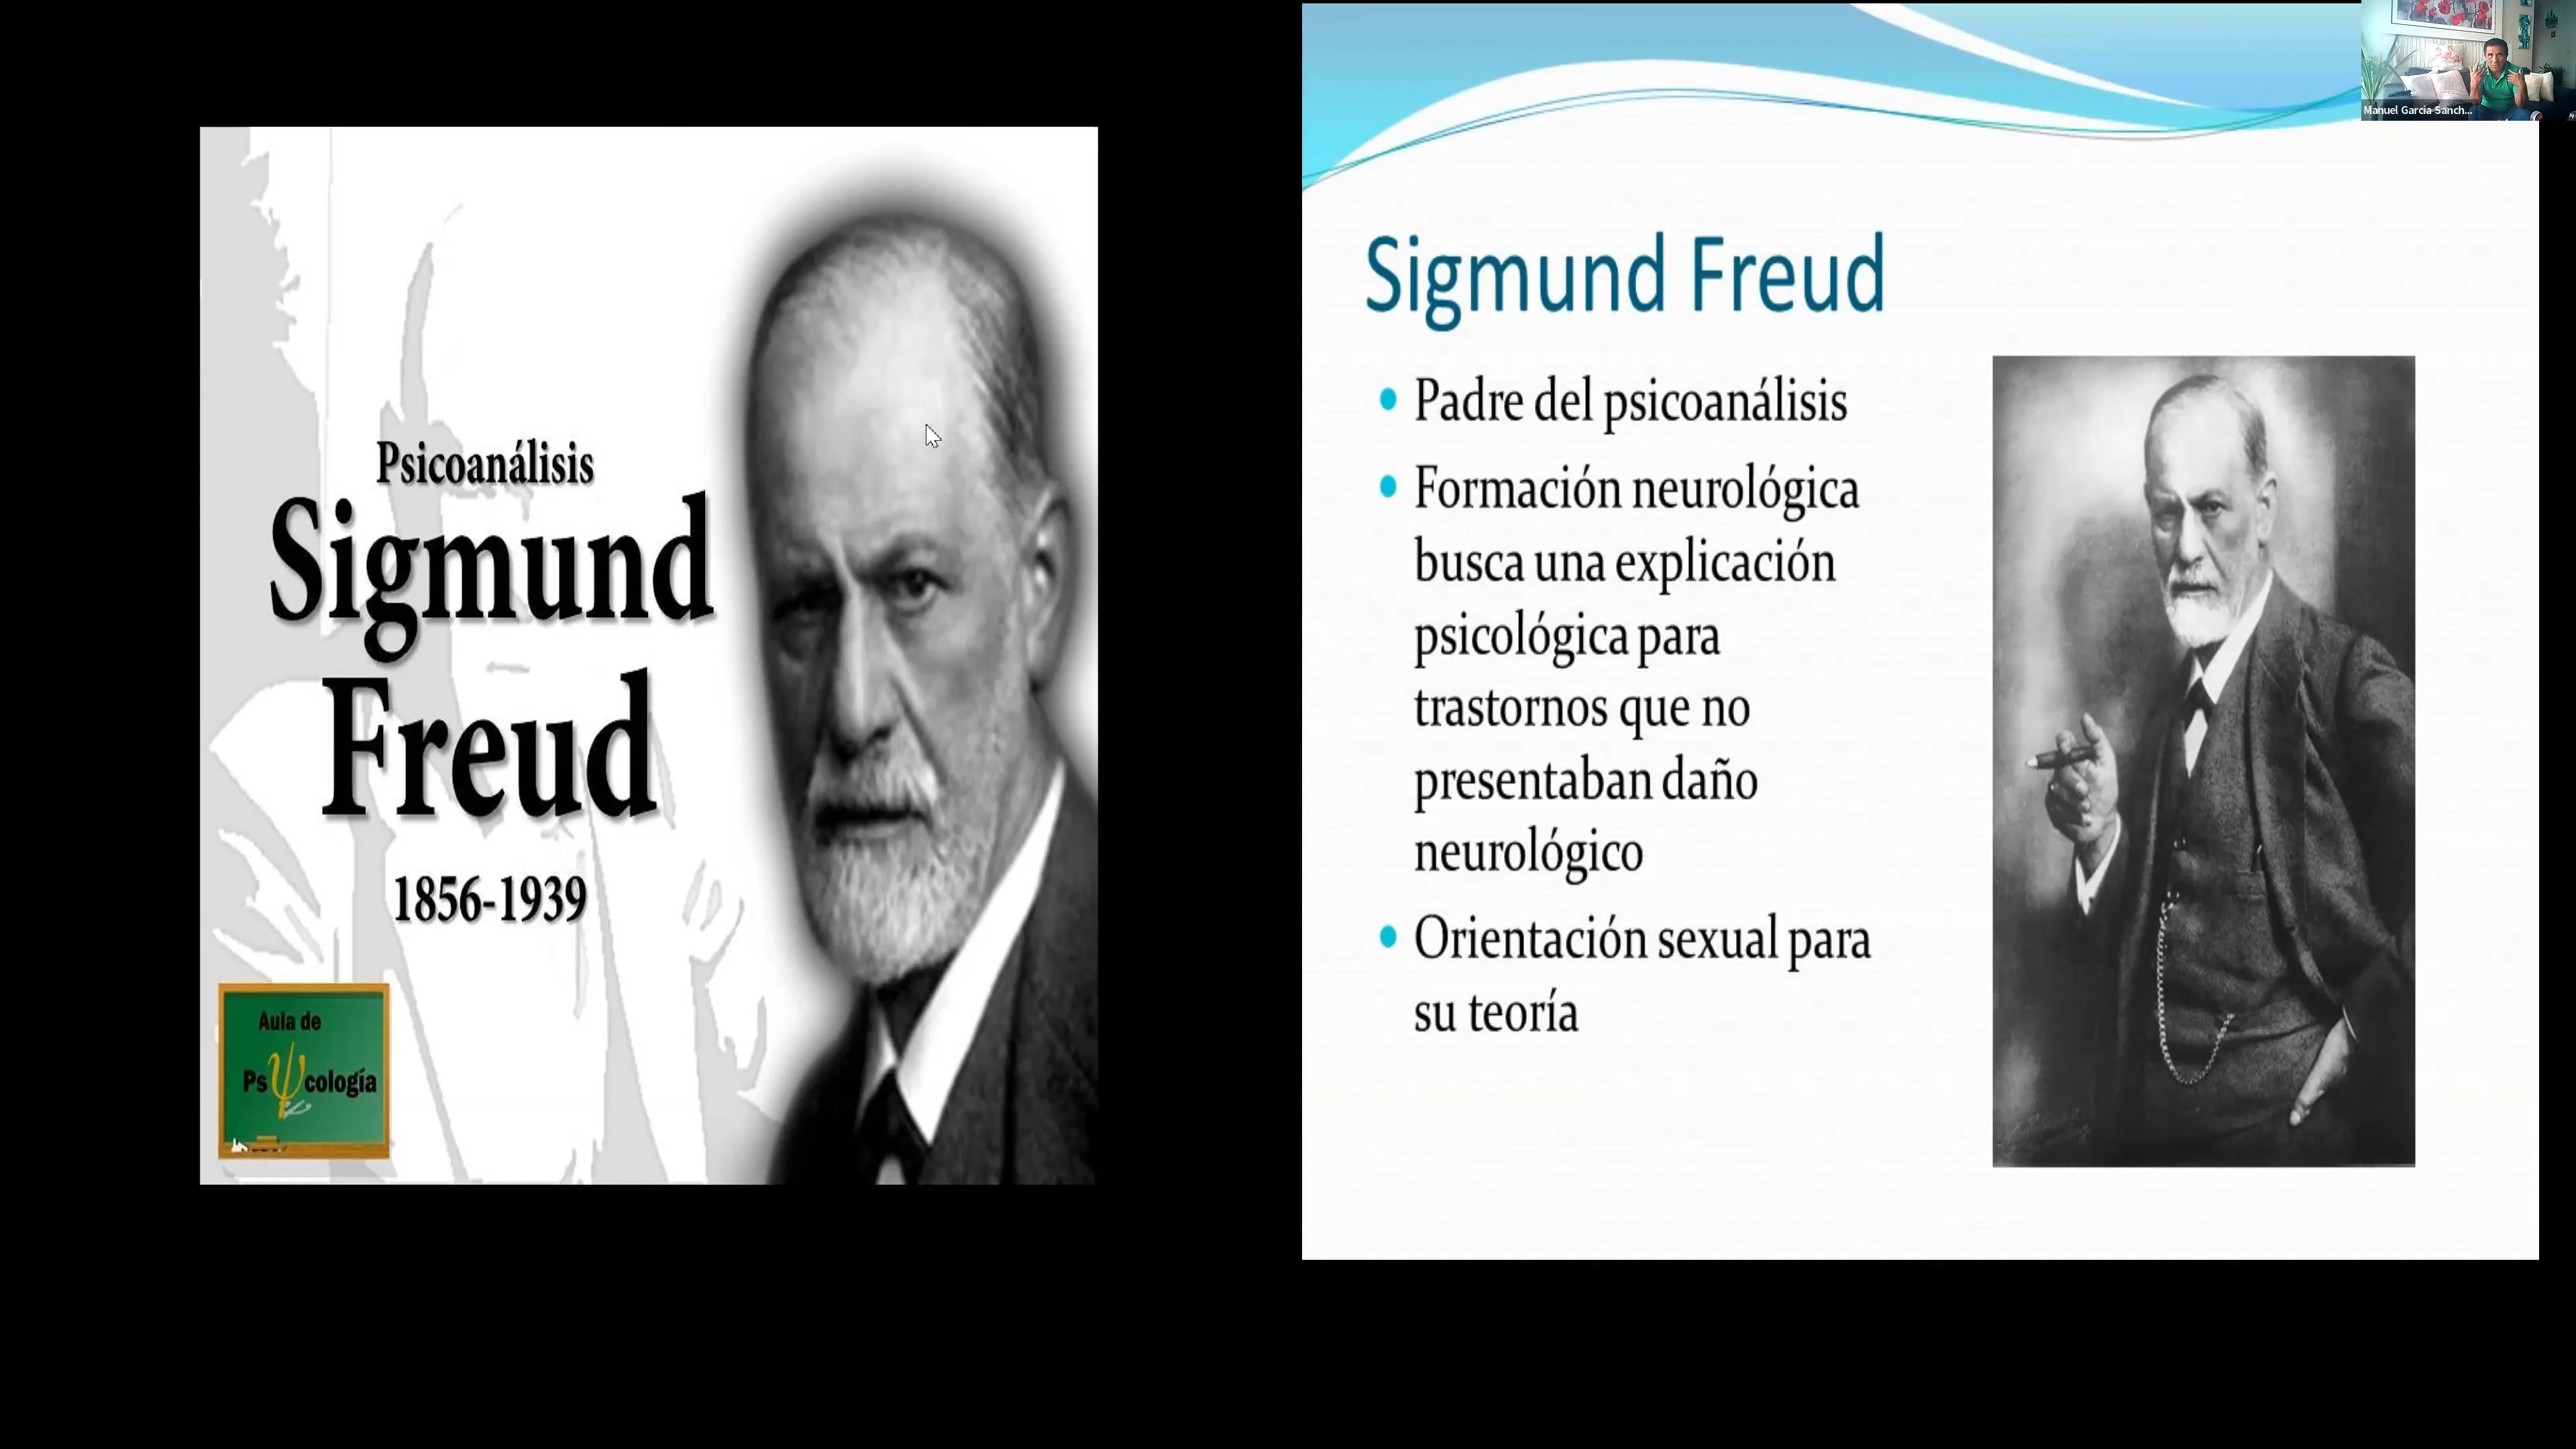 Psicoanálisis
Sigmund
Freud
1856-1939
Aula de
Psψcología
Manuel Garcia Sanch...
Sigmund Freud
• Padre del psicoanálisis
• Formación neurológica
busca una explicación
psicológica para
trastornos que no
presentaban daño
neurológico
• Orientación sexual para
su teoría